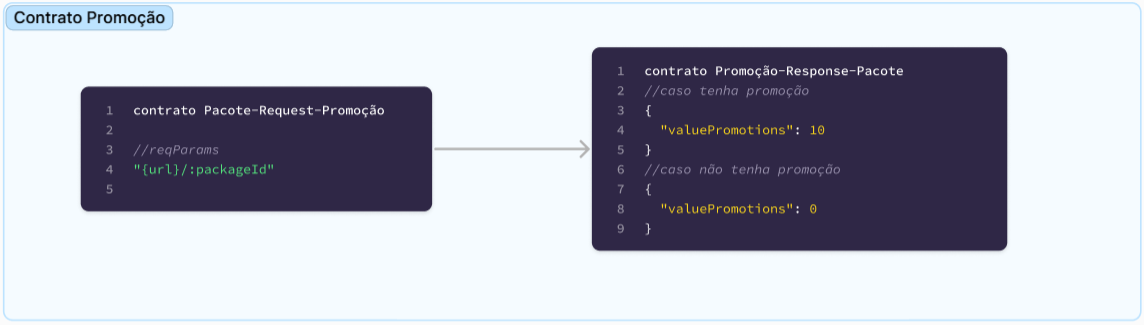 Contrato Promoção
1 contrato Pacote-Request-Promoção
2
3 //reqParams
4 "{url}/:packageId"
5
1 contrato Promoção-Response-Pacote
2 //caso tenha promoção
3 {
4 "valuePromotions": 10
5 }
6 //caso não tenha promoção
7 {
8 "valuePromotions": 0
9 }